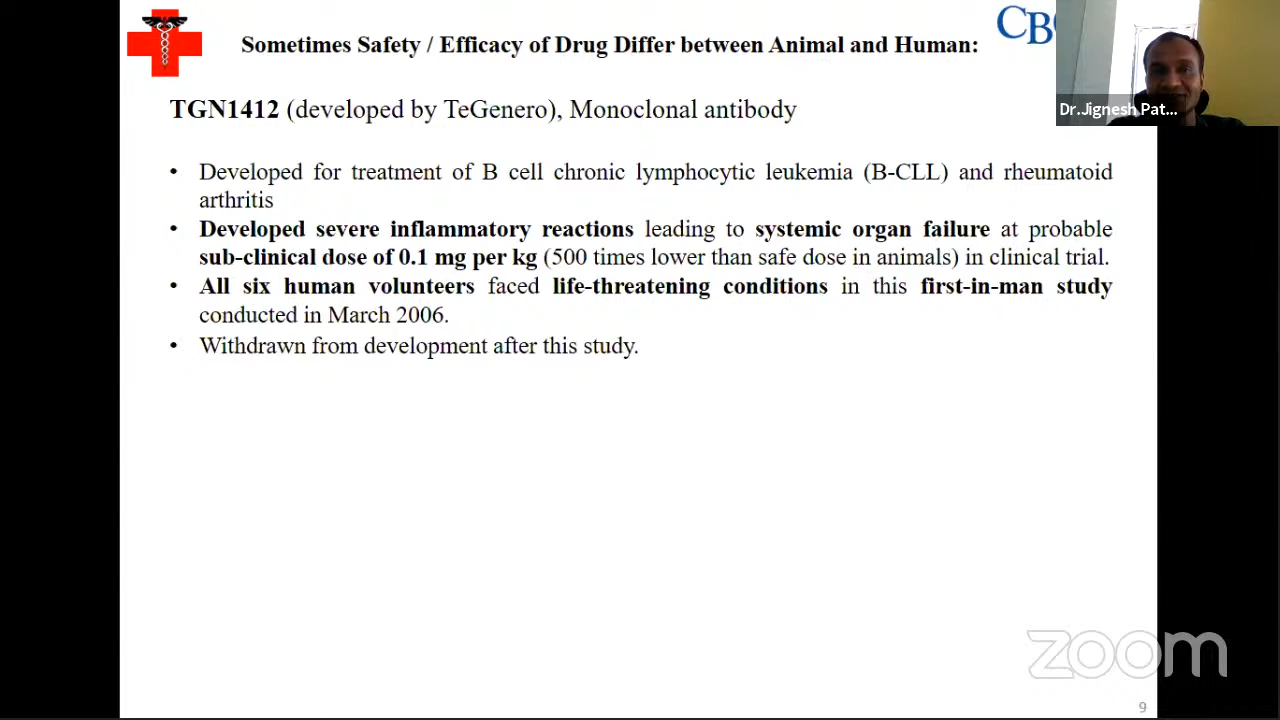 Sometimes Safety / Efficacy of Drug Differ between Animal and Human:
CB
Dr.Jignesh Pat...
TGN1412 (developed by TeGenero), Monoclonal antibody
• Developed for treatment of B cell chronic lymphocytic leukemia (B-CLL) and rheumatoid
arthritis
• Developed severe inflammatory reactions leading to systemic organ failure at probable
sub-clinical dose of 0.1 mg per kg (500 times lower than safe dose in animals) in clinical trial.
• All six human volunteers faced life-threatening conditions in this first-in-man study
conducted in March 2006.
• Withdrawn from development after this study.
zoom
9